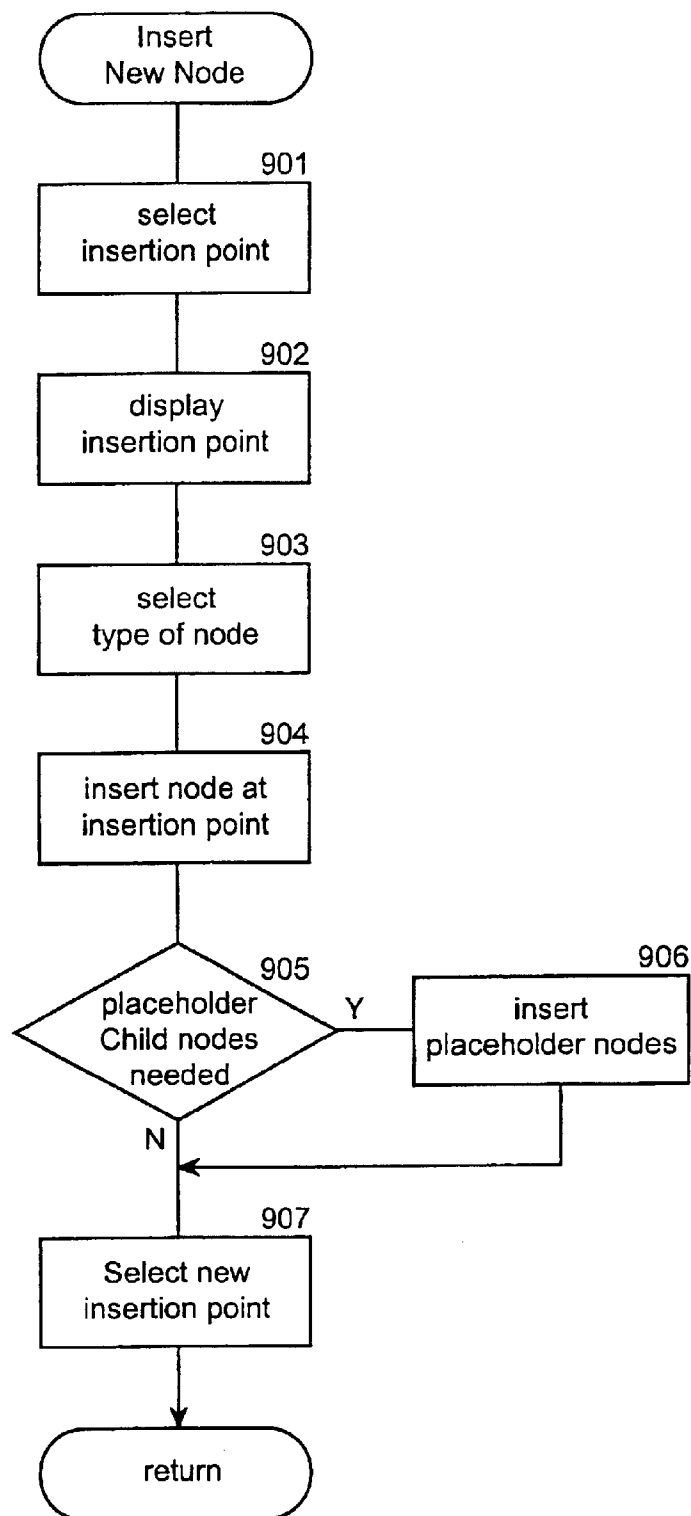 Insert
New Node
901
select
insertion point
902
display
insertion point
903
select
type of node
904
insert node at
insertion point
905
placeholder
Child nodes
needed
Y
906
insert
placeholder nodes
N
907
Select new
insertion point
return